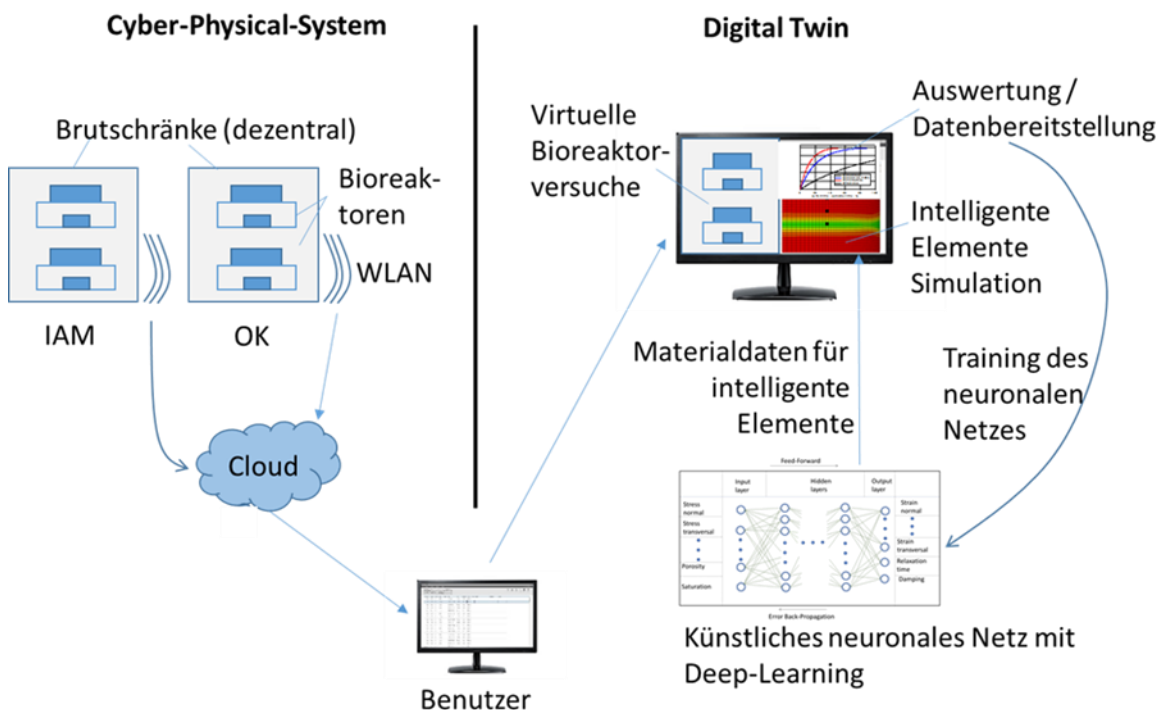 Cyber-Physical-System
Brutschränke (dezentral)
Bioreak-
toren
WLAN
IAM
OK
Cloud
Benutzer
Digital Twin
Virtuelle
Bioreaktor-
versuche
Auswertung /
Datenbereitstellung
Intelligente
Elemente
Simulation
Materialdaten für
intelligente
Elemente
Training des
neuronalen
Netzes
Feed-Forward
Input
layer
Hidden
layers
Output
layer
Stress
normal
Stress
transversal
Porosity
Saturation
Strain
normal
Strain
transversal
Relaxation
time
Damping
Error Back-Propagation
Künstliches neuronales Netz mit
Deep-Learning